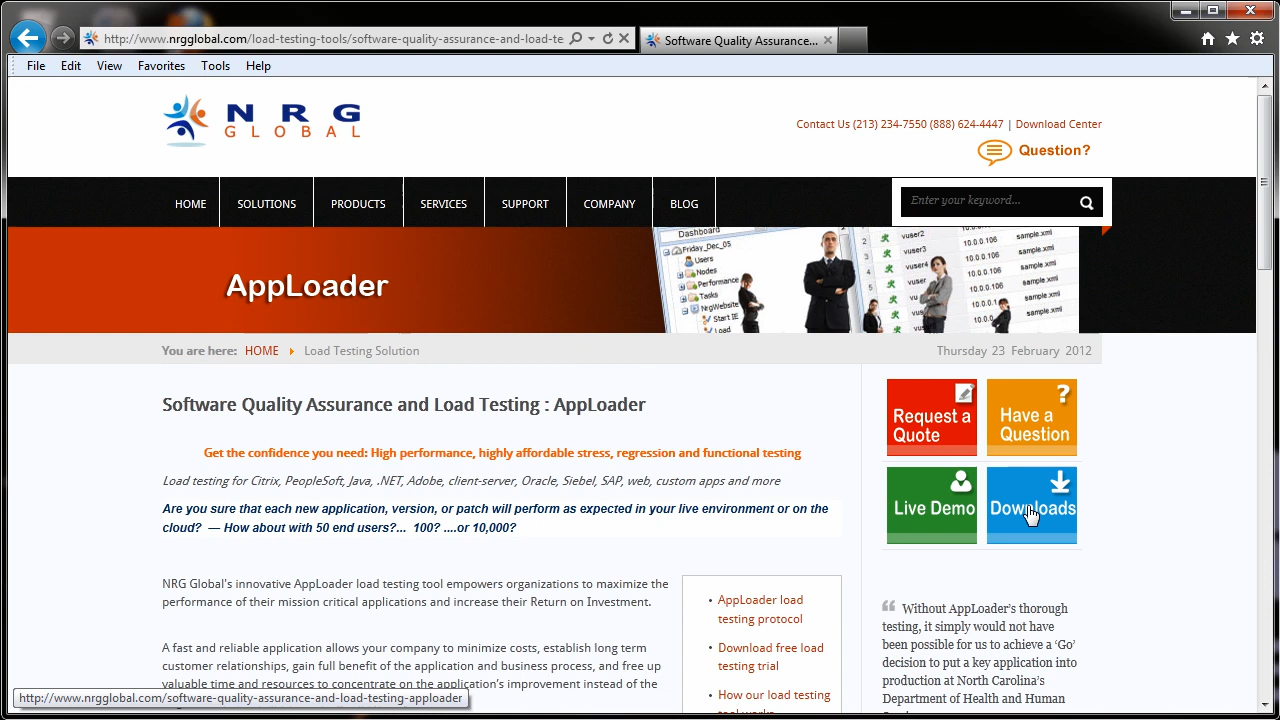 http://www.nrgglobal.com/load-testing-tools/software-quality-assurance-and-load-te
Software Quality Assurance...
File Edit View Favorites Tools Help
NRG
GLOBAL
Contact Us (213) 234-7550 (888) 624-4447 | Download Center
Question?
HOME SOLUTIONS PRODUCTS SERVICES SUPPORT COMPANY BLOG
Enter your keyword...
AppLoader
Dashboard
Friday_Dec_05
Users
Nodes
Performance
Tasks
NrgWebsite
Start IE
Load
vuser2
vuser3
vuser4
vus
vu
10.0.0.106 sample.xml
10.0.0.106 sample.xml
10.0.0.106 sample.xml
10.0.0.1 sample.xml
10.0. sample.xml
You are here: HOME Load Testing Solution
Thursday 23 February 2012
Software Quality Assurance and Load Testing : AppLoader
Get the confidence you need: High performance, highly affordable stress, regression and functional testing
Load testing for Citrix, PeopleSoft, Java, .NET, Adobe, client-server, Oracle, Siebel, SAP, web, custom apps and more
Are you sure that each new application, version, or patch will perform as expected in your live environment or on the
cloud? — How about with 50 end users?... 100? ....or 10,000?
NRG Global's innovative AppLoader load testing tool empowers organizations to maximize the
performance of their mission critical applications and increase their Return on Investment.
A fast and reliable application allows your company to minimize costs, establish long term
customer relationships, gain full benefit of the application and business process, and free up
valuable time and resources to concentrate on the application's improvement instead of the
• AppLoader load
testing protocol
• Download free load
testing trial
• How our load testing
tool works
Request a
Quote
Have a
Question
Live Demo
Downloads
Without AppLoader's thorough
testing, it simply would not have
been possible for us to achieve a 'Go'
decision to put a key application into
production at North Carolina's
Department of Health and Human
http://www.nrgglobal.com/software-quality-assurance-and-load-testing-apploader